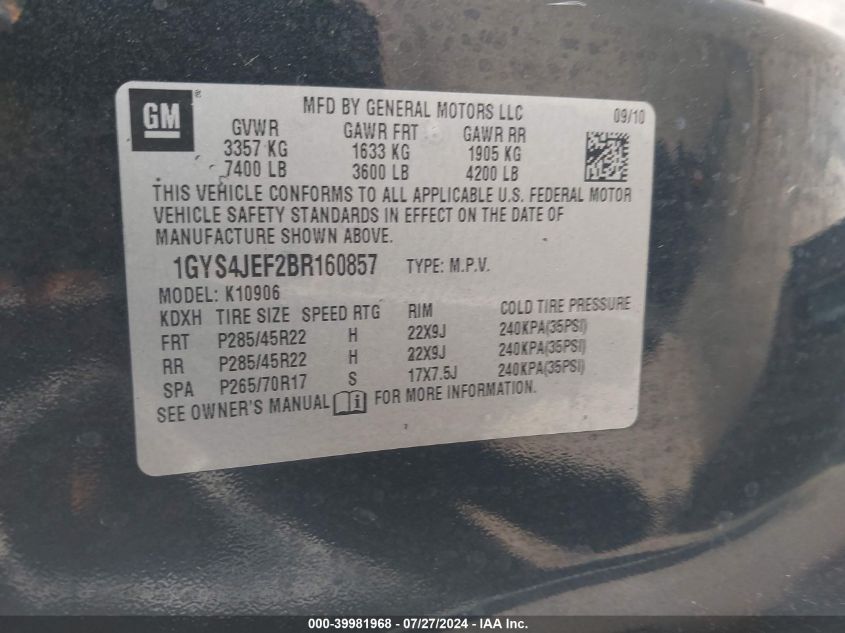 GM ®
MFD BY GENERAL MOTORS LLC 09/10
GVWR GAWR FRT GAWR RR
3357 KG 1633 KG 1905 KG
7400 LB 3600 LB 4200 LB
THIS VEHICLE CONFORMS TO ALL APPLICABLE U.S. FEDERAL MOTOR
VEHICLE SAFETY STANDARDS IN EFFECT ON THE DATE OF
MANUFACTURE SHOWN ABOVE.
1GYS4JEF2BR160857 TYPE: M.P.V.
MODEL: K10906
KDXH TIRE SIZE SPEED RTG RIM COLD TIRE PRESSURE
FRT P285/45R22 H 22X9J 240KPA(35PSI)
RR P285/45R22 H 22X9J 240KPA(35PSI)
SPA P265/70R17 S 17X7.5J 240KPA(35PSI)
SEE OWNER'S MANUAL i FOR MORE INFORMATION.
000-39981968 - 07/27/2024 - IAA Inc.